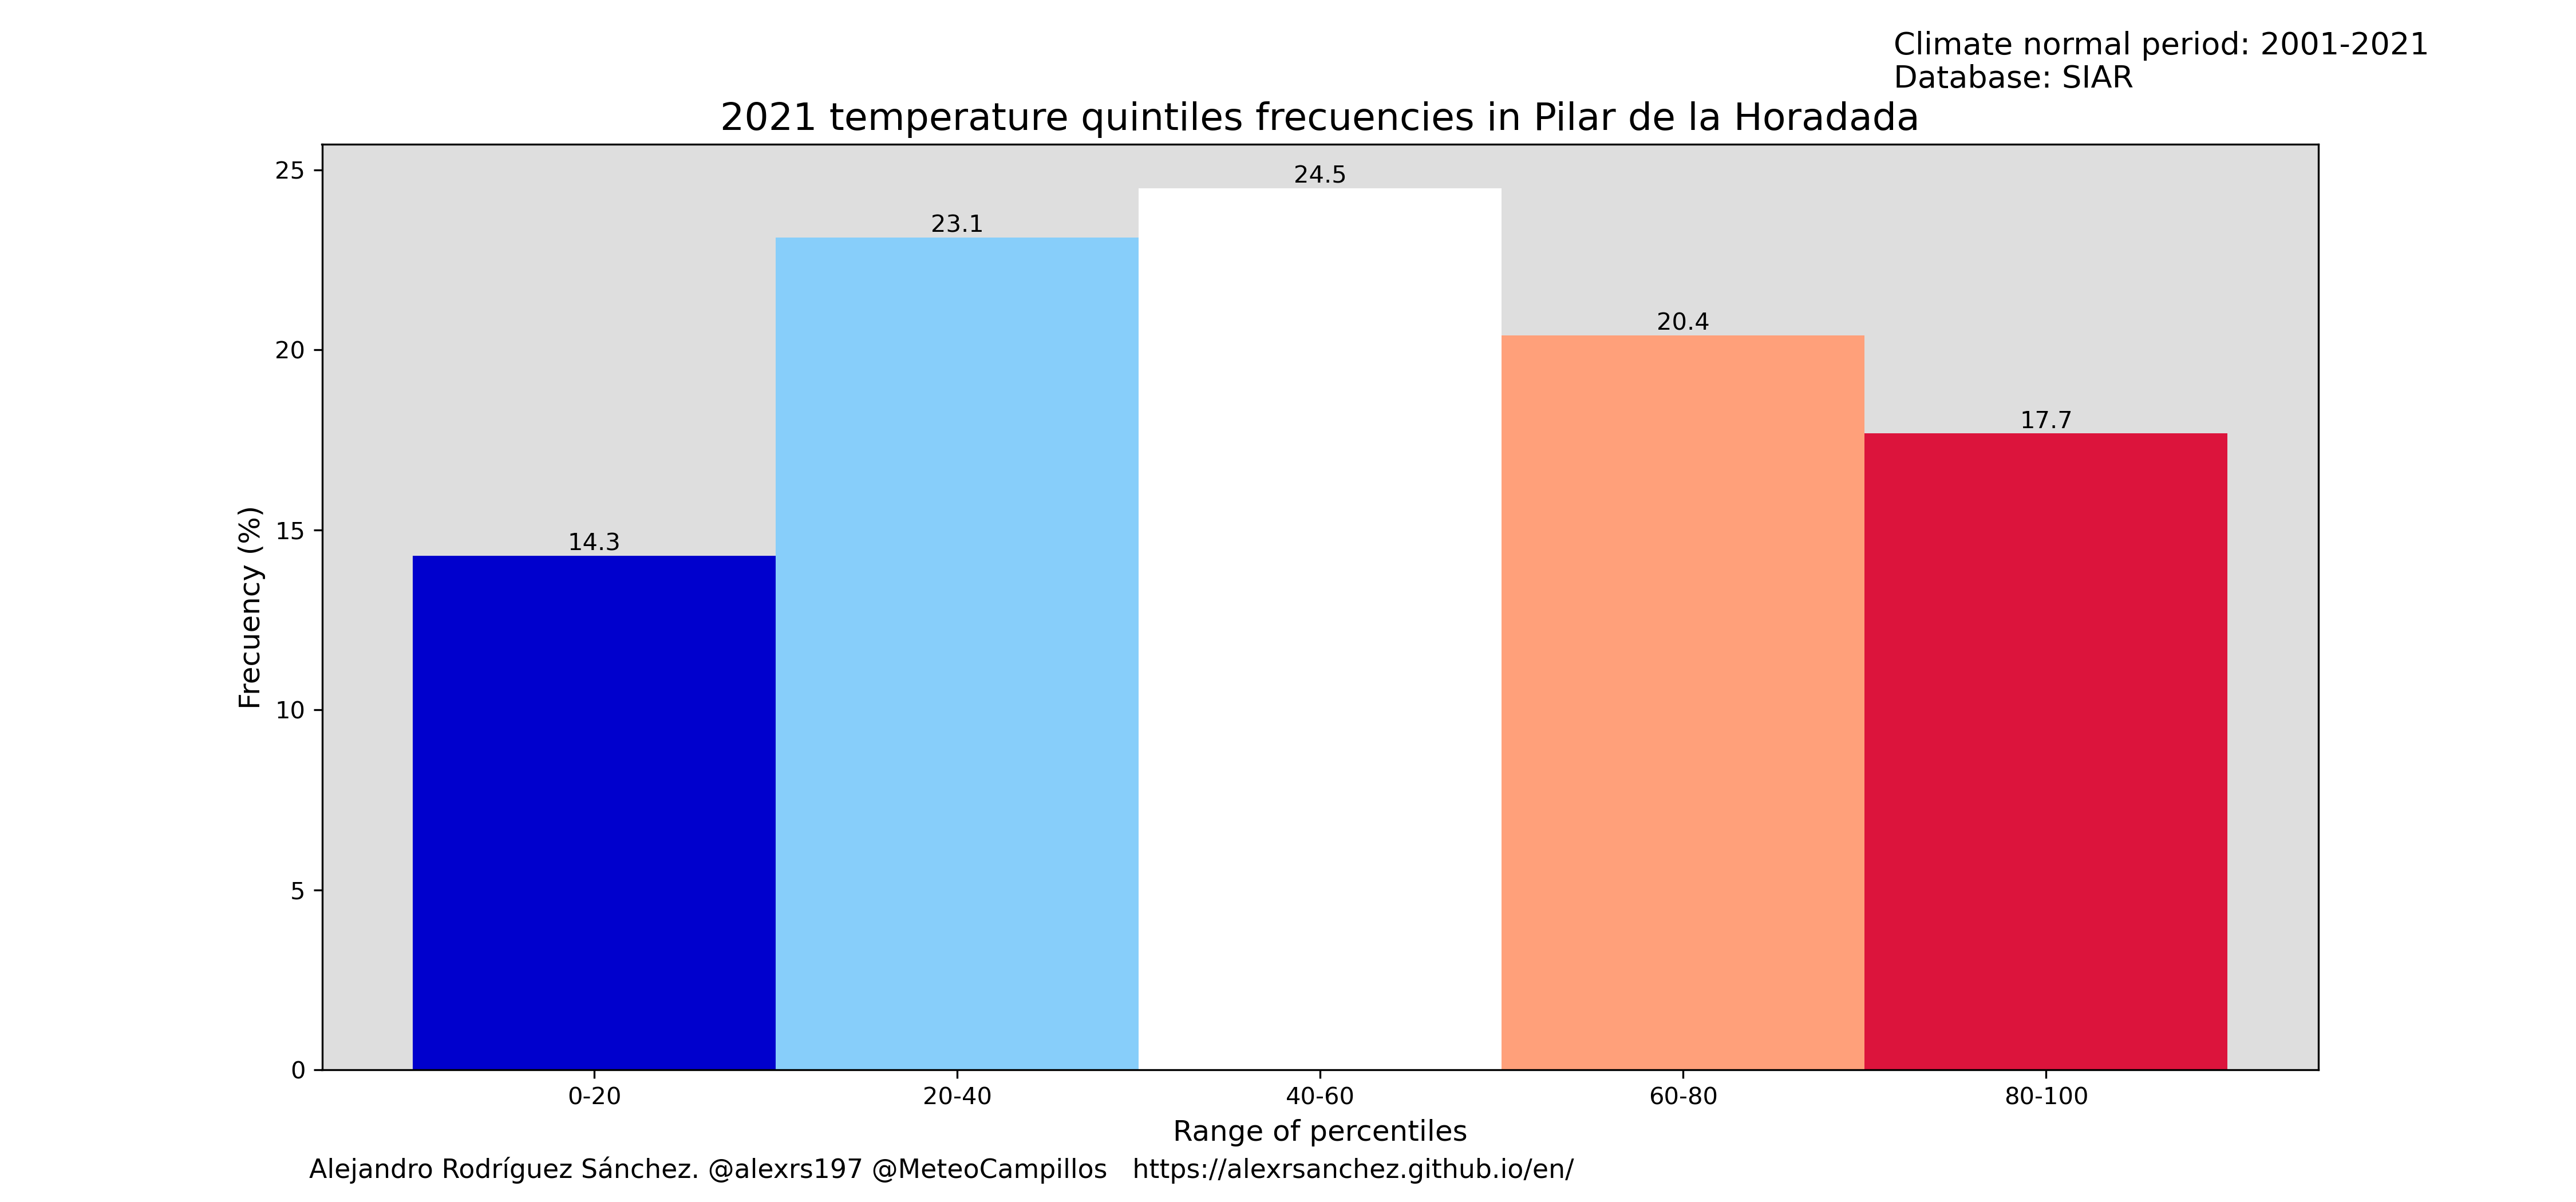 Climate normal period: 2001-2021
Database: SIAR
2021 temperature quintiles frecuencies in Pilar de la Horadada
25
20
15
10
5
0
Frecuency (%)
14.3
23.1
24.5
20.4
17.7
0-20
20-40
40-60
60-80
80-100
Range of percentiles
Alejandro Rodríguez Sánchez. @alexrs197 @MeteoCampillos   https://alexrsanchez.github.io/en/